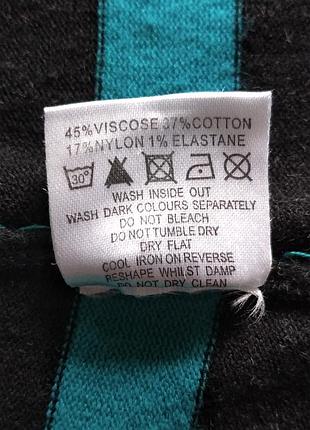 45%VISCOSE 37%COTTON
17%NYLON 1% ELASTANE
30°
WASH INSIDE OUT
WASH DARK COLOURS SEPARATELY
DO NOT BLEACH
DO NOT TUMBLE DRY
DRY FLAT
COOL IRON ON REVERSE
RESHAPE WHILST DAMP
DO NOT DRY CLEAN